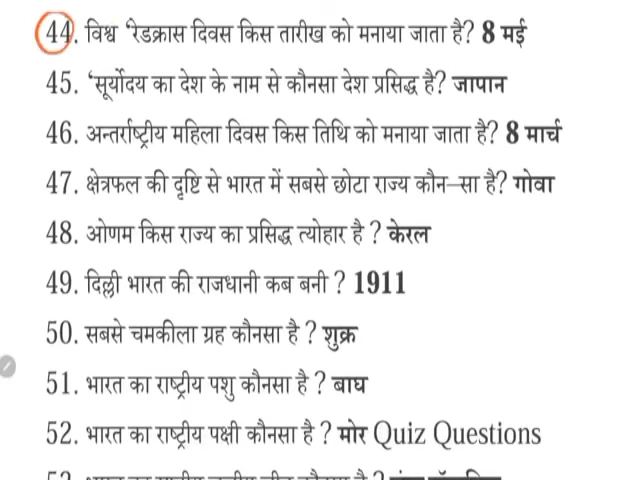 44. विश्व 'रेडक्रास दिवस किस तारीख को मनाया जाता है? 8 मई
45. 'सूर्योदय का देश के नाम से कौनसा देश प्रसिद्ध है? जापान
46. अन्तर्राष्ट्रीय महिला दिवस किस तिथि को मनाया जाता है? 8 मार्च
47. क्षेत्रफल की दृष्टि से भारत में सबसे छोटा राज्य कौन–सा है? गोवा
48. ओणम किस राज्य का प्रसिद्ध त्योहार है ? केरल
49. दिल्ली भारत की राजधानी कब बनी ? 1911
50. सबसे चमकीला ग्रह कौनसा है ? शुक्र
51. भारत का राष्ट्रीय पशु कौनसा है ? बाघ
52. भारत का राष्ट्रीय पक्षी कौनसा है ? मोर Quiz Questions